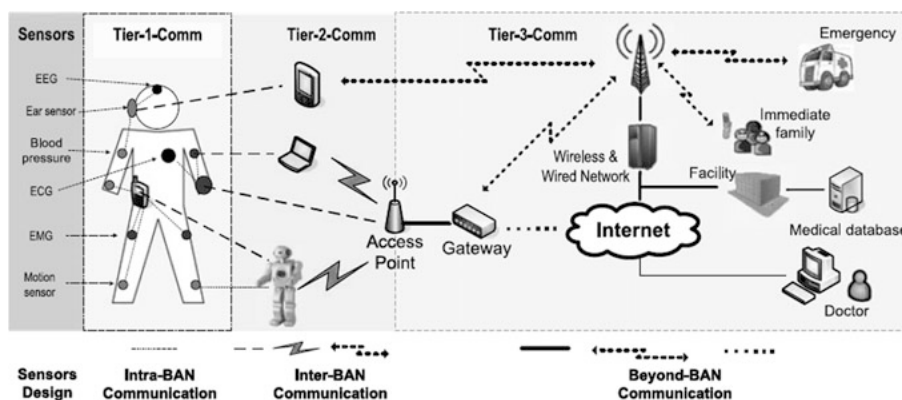 Sensors
Tier-1-Comm
Tier-2-Comm
Tier-3-Comm
Emergency
EEG
Ear sensor
Immediate
family
Blood
pressure
Wireless &
Wired Network
Facility
ECG
Internet
Access
Point
Gateway
Medical database
EMG
Motion
sensor
Doctor
Sensors
Design
Intra-BAN
Communication
Inter-BAN
Communication
Beyond-BAN
Communication